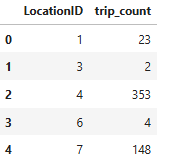 LocationID trip_count
0 1 23
1 3 2
2 4 353
3 6 4
4 7 148